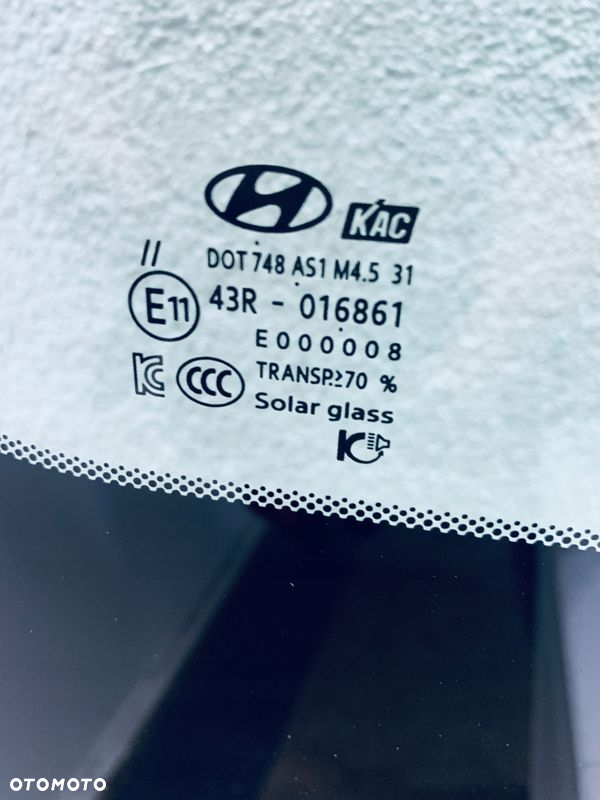 KAC
//
DOT 748 AS1 M4.5 31
E11
43R - 016861
E000008
TRANSP.≥70 %
CCC
Solar glass
OTOMOTO